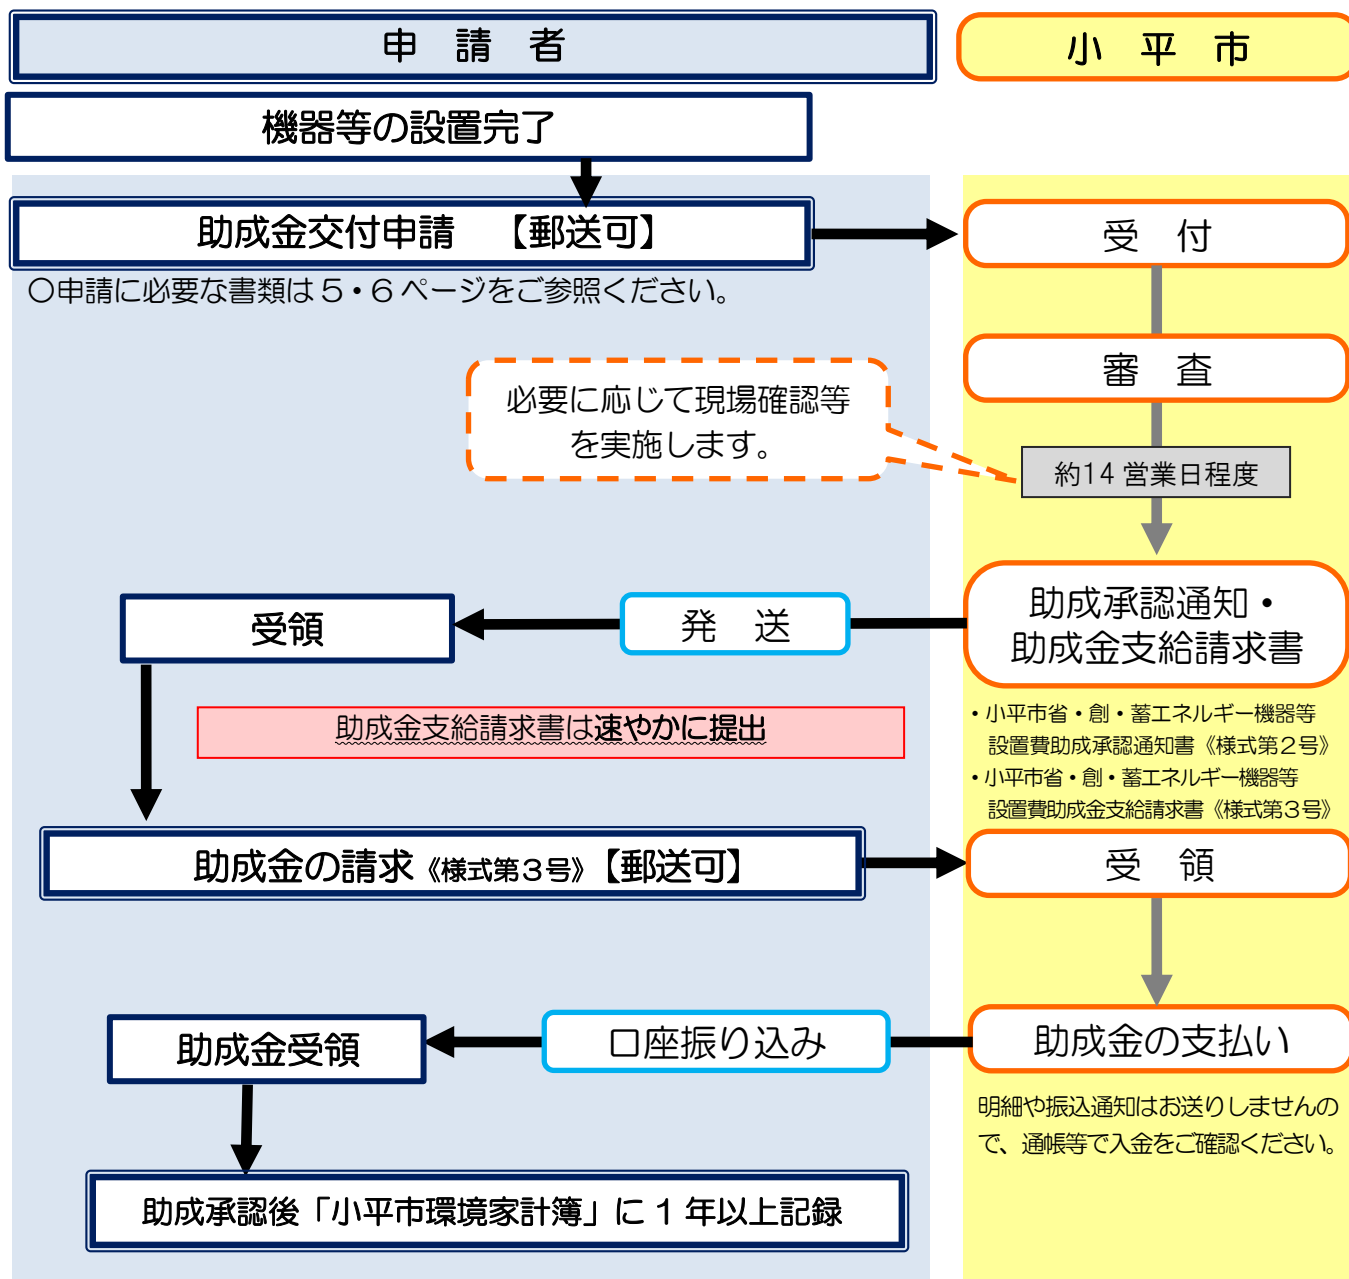 申 請 者
小 平 市
機器等の設置完了
助成金交付申請 【郵送可】
受 付
〇申請に必要な書類は5・6ページをご参照ください。
審 査
必要に応じて現場確認等
を実施します。
約14営業日程度
助成承認通知・
助成金支給請求書
発 送
受領
・小平市省・創・蓄エネルギー機器等
設置費助成承認通知書《様式第2号》
・小平市省・創・蓄エネルギー機器等
設置費助成金支給請求書《様式第3号》
助成金支給請求書は速やかに提出
助成金の請求《様式第3号》【郵送可】
受 領
助成金の支払い
口座振り込み
助成金受領
明細や振込通知はお送りしませんの
で、通帳等で入金をご確認ください。
助成承認後「小平市環境家計簿」に1年以上記録